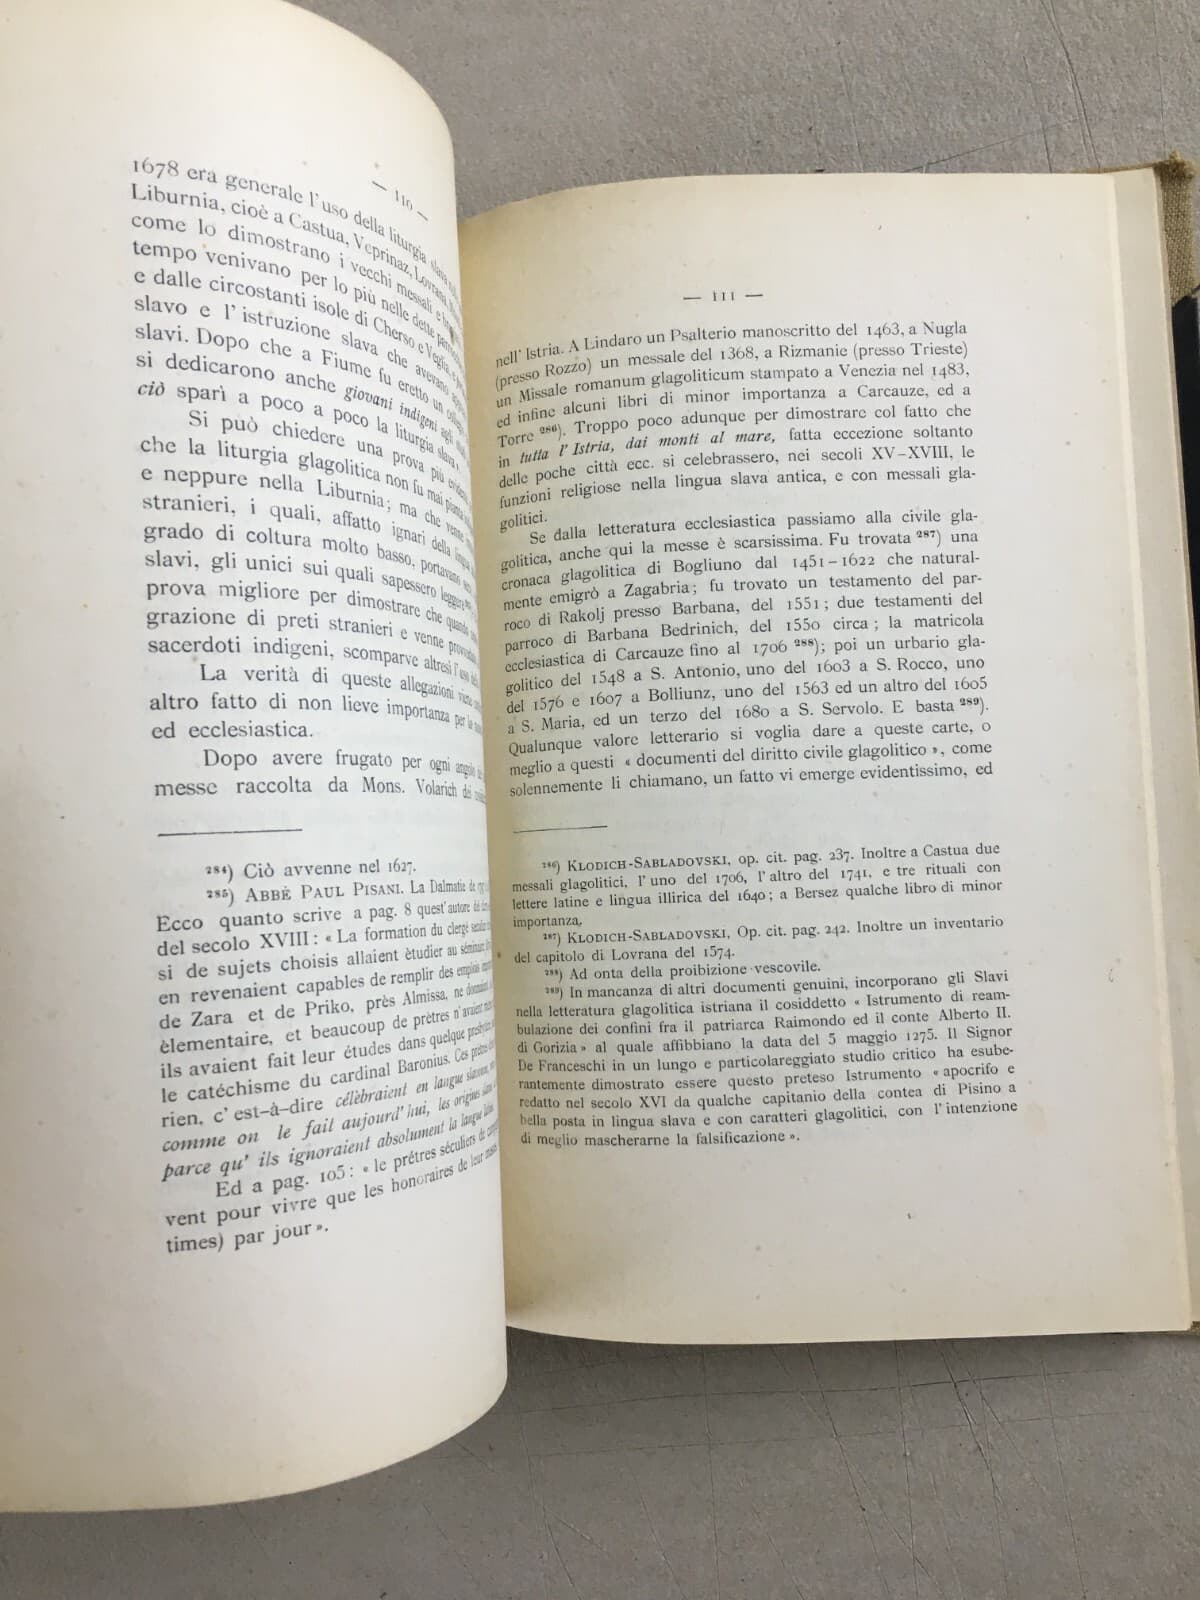 — 110 —
1678 era generale l'uso della liturgia slava
Liburnia, cioè a Castua, Veprinaz, Lovrana,
come lo dimostrano i vecchi messali e
tempo venivano per lo più nelle dette
e dalle circostanti isole di Cherso e Veglia,
slavo e l'istruzione slava che avevano
slavi. Dopo che a Fiume fu eretto un
si dedicarono anche giovani indigeni agli
ciò sparì a poco a poco la liturgia slava
Si può chiedere una prova più
che la liturgia glagolitica non fu mai
e neppure nella Liburnia; ma che venne
stranieri, i quali, affatto ignari della
grado di coltura molto basso, portavano
slavi, gli unici sui quali sapessero leggere
prova migliore per dimostrare che quando
grazione di preti stranieri e venne
sacerdoti indigeni, scomparve altresì l'uso
La verità di queste allegazioni viene
altro fatto di non lieve importanza per la
ed ecclesiastica.
Dopo avere frugato per ogni angolo
messe raccolta da Mons. Volarich dei
284) Ciò avvenne nel 1627.
285) ABBÉ PAUL PISANI. La Dalmatie de
Ecco quanto scrive a pag. 8 quest'autore
del secolo XVIII: « La formation du clergé
si de sujets choisis allaient ètudier au
en revenaient capables de remplir des emplois
de Zara et de Priko, près Almissa, ne
èlementaire, et beaucoup de prètres n'avaient
ils avaient fait leur études dans quelque
le catéchisme du cardinal Baronius. Ces
rien, c'est-à-dire célèbraient en langue
comme on le fait aujourd'hui, les origines
parce qu' ils ignoraient absolument la langue
Ed a pag. 105: « le prêtres séculiers de
vent pour vivre que les honoraires de leur
times) par jour ».
— 111 —
nell' Istria. A Lindaro un Psalterio manoscritto del 1463, a Nugla
(presso Rozzo) un messale del 1368, a Rizmanie (presso Trieste)
un Missale romanum glagoliticum stampato a Venezia nel 1483,
ed infine alcuni libri di minor importanza a Carcauze, ed a
Torre 286). Troppo poco adunque per dimostrare col fatto che
in tutta l'Istria, dai monti al mare, fatta eccezione soltanto
delle poche città ecc. si celebrassero, nei secoli XV–XVIII, le
funzioni religiose nella lingua slava antica, e con messali gla-
golitici.
Se dalla letteratura ecclesiastica passiamo alla civile gla-
golitica, anche qui la messe è scarsissima. Fu trovata 287) una
cronaca glagolitica di Bogliuno dal 1451–1622 che natural-
mente emigrò a Zagabria; fu trovato un testamento del par-
roco di Rakolj presso Barbana, del 1551; due testamenti del
parroco di Barbana Bedrinich, del 1550 circa; la matricola
ecclesiastica di Carcauze fino al 1706 288); poi un urbario gla-
golitico del 1548 a S. Antonio, uno del 1603 a S. Rocco, uno
del 1576 e 1607 a Bolliunz, uno del 1563 ed un altro del 1605
a S. Maria, ed un terzo del 1680 a S. Servolo. E basta 289).
Qualunque valore letterario si voglia dare a queste carte, o
meglio a questi « documenti del diritto civile glagolitico », come
solennemente li chiamano, un fatto vi emerge evidentissimo, ed
286) KLODICH-SABLADOVSKI, op. cit. pag. 237. Inoltre a Castua due
messali glagolitici, l'uno del 1706, l'altro del 1741, e tre rituali con
lettere latine e lingua illirica del 1640; a Bersez qualche libro di minor
importanza.
287) KLODICH-SABLADOVSKI, Op. cit. pag. 242. Inoltre un inventario
del capitolo di Lovrana del 1574.
288) Ad onta della proibizione vescovile.
289) In mancanza di altri documenti genuini, incorporano gli Slavi
nella letteratura glagolitica istriana il cosiddetto « Istrumento di ream-
bulazione dei confini fra il patriarca Raimondo ed il conte Alberto II.
di Gorizia » al quale affibbiano la data del 5 maggio 1275. Il Signor
De Franceschi in un lungo e particolareggiato studio critico ha esube-
rantemente dimostrato essere questo preteso Istrumento « apocrifo e
redatto nel secolo XVI da qualche capitanio della contea di Pisino a
bella posta in lingua slava e con caratteri glagolitici, con l'intenzione
di meglio mascherarne la falsificazione ».